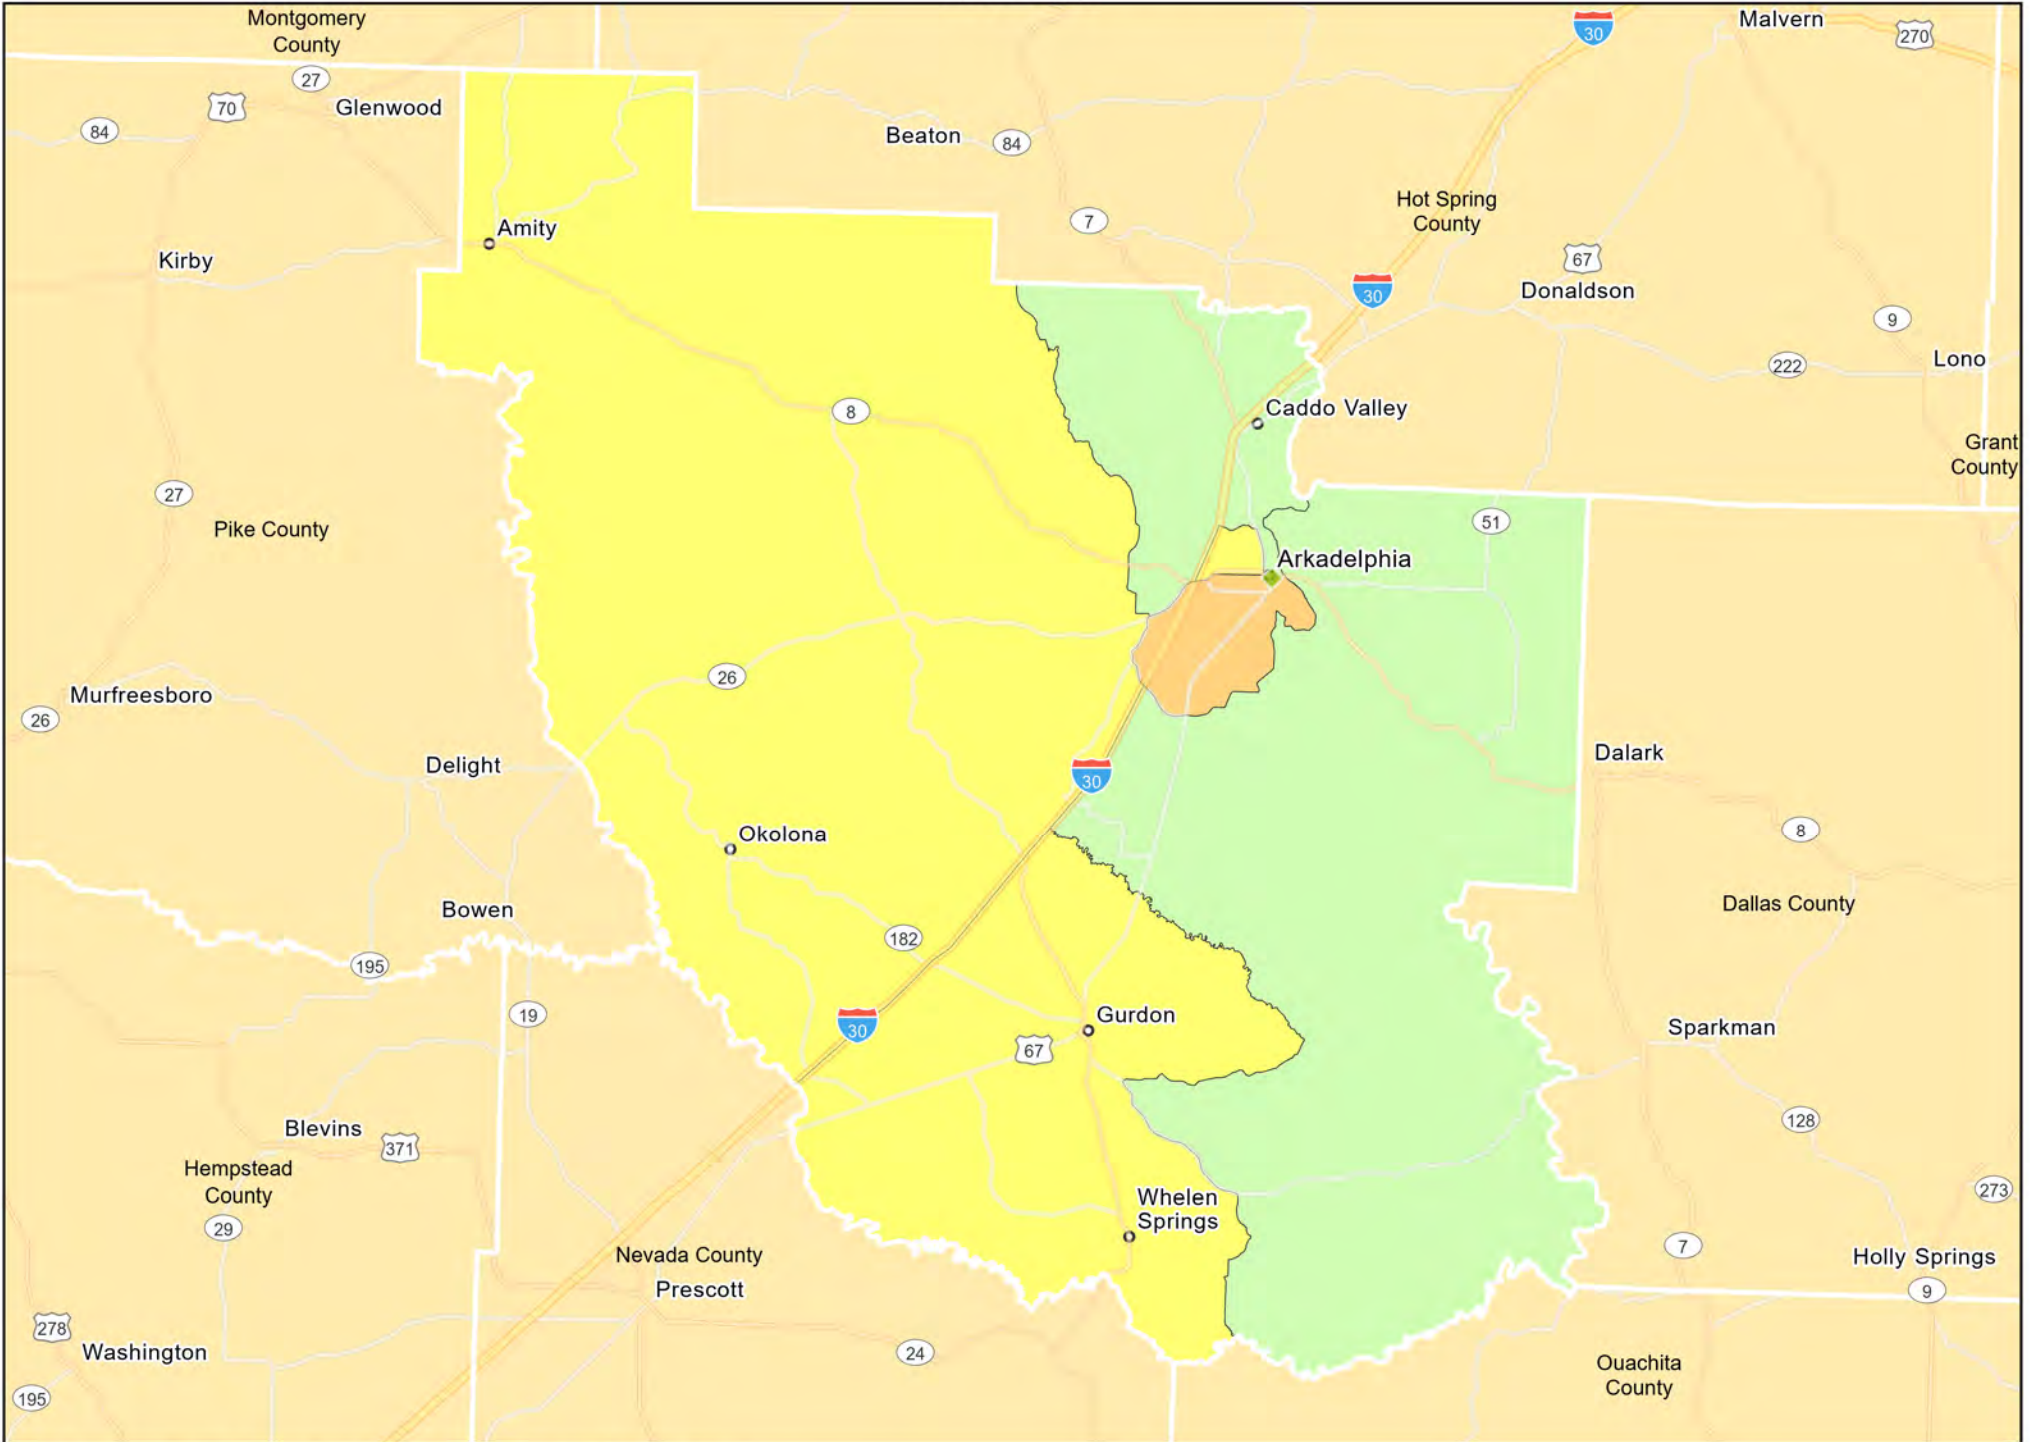 Montgomery
County
30
Malvern
270
27
70
Glenwood
84
Beaton
84
Hot Spring
County
7
Amity
Kirby
67
30
Donaldson
9
Lono
222
8
Caddo Valley
Grant
County
27
Pike County
51
Arkadelphia
26
Murfreesboro
26
Delight
30
Dalark
Okolona
8
Bowen
Dallas County
182
195
19
30
Gurdon
67
Sparkman
Blevins
371
128
Hempstead
County
29
Whelen
Springs
273
Nevada County
7
Holly Springs
Prescott
9
278
Washington
24
Ouachita
County
195